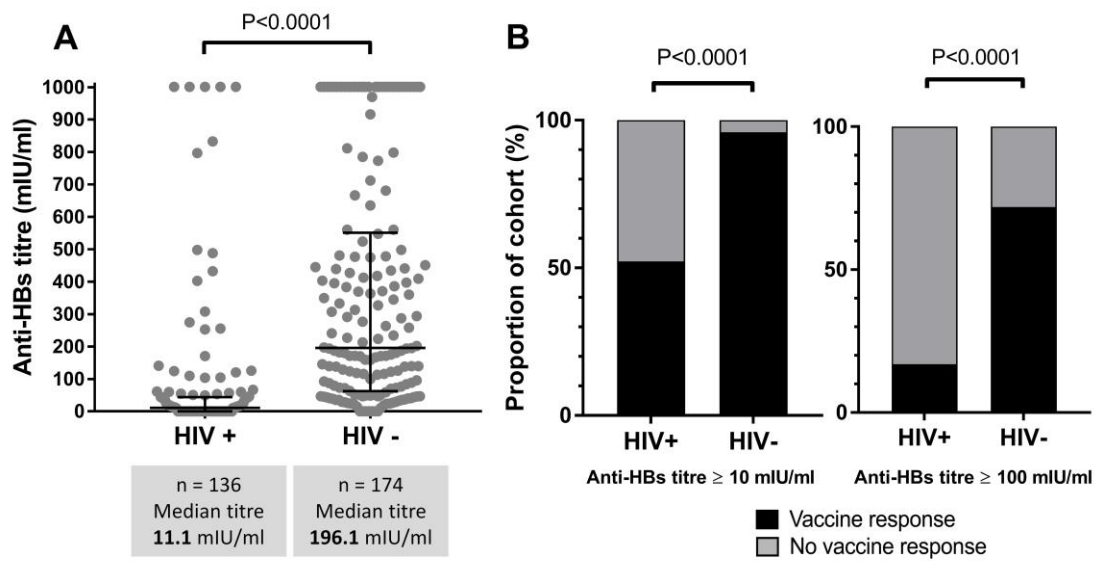 A
P<0.0001
Anti-HBs titre (mIU/ml)
1000
900
800
700
600
500
400
300
200
100
0
HIV +
HIV -
n = 136
Median titre
11.1 mIU/ml
n = 174
Median titre
196.1 mIU/ml
B
P<0.0001
Proportion of cohort (%)
100
50
0
HIV+
HIV-
Anti-HBs titre ≥ 10 mIU/ml
P<0.0001
100
50
0
HIV+
HIV-
Anti-HBs titre ≥ 100 mIU/ml
Vaccine response
No vaccine response